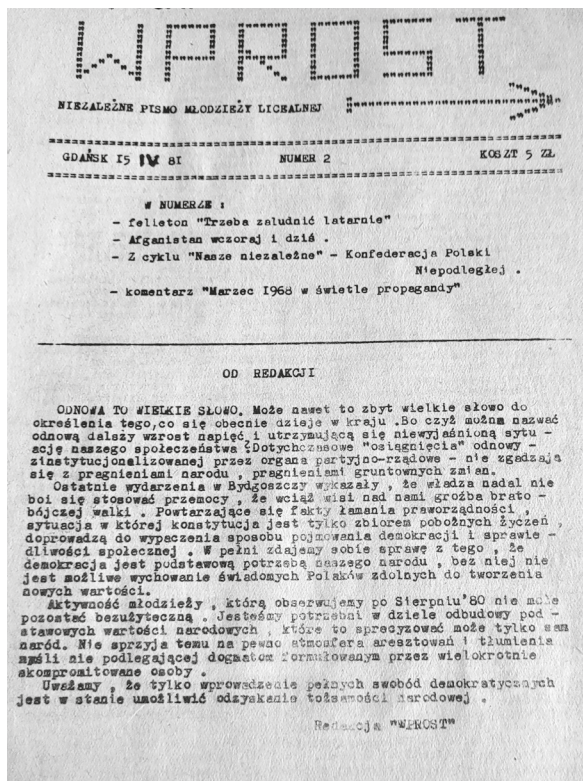 WPROST
NIEZALEŻNE PISMO MŁODZIEŻY LICEALNEJ
GDAŃSK I5 IV 81 NUMER 2 KOSZT 5 ZŁ
W NUMERZE :
- felieton "Trzeba zaludnić latarnie"
- Afganistan wczoraj i dziś .
- Z cyklu "Nasze niezależne" - Konfederacja Polski
Niepodległej .
- komentarz "Marzec I968 w świetle propagandy"
OD REDAKCJI
ODNOWA TO WIELKIE SŁOWO. Może nawet to zbyt wielkie słowo do
określenia tego,co się obecnie dzieje w kraju .Bo czyż można nazwać
odnową dalszy wzrost napięć i utrzymującą się niewyjaśnioną sytu -
ację naszego społeczeństwa .Dotychczasowe "osiągnięcia" odnowy -
zinstytucjonalizowanej przez organa partyjno-rządowe - nie zgadzają
się z pragnieniami narodu , pragnieniami gruntownych zmian.
Ostatnie wydarzenia w Bydgoszczy wykazały , że władza nadal nie
boi się stosować przemocy , że wciąż wisi nad nami groźba brato -
bójczej walki . Powtarzające się fakty łamania praworządności ,
sytuacja w której konstytucja jest tylko zbiorem pobożnych życzeń ,
doprowadzą do wypaczenia sposobu pojmowania demokracji i sprawie -
dliwości społecznej . W pełni zdajemy sobie sprawę z tego , że
demokracja jest podstawową potrzebą naszego narodu , bez niej nie
jest możliwe wychowanie świadomych Polaków zdolnych do tworzenia
nowych wartości.
Aktywność młodzieży , którą obserwujemy po Sierpniu'80 nie może
pozostać bezużyteczną . Jesteśmy potrzebni w dziele odbudowy pod -
stawowych wartości narodowych , które to sprecyzować może tylko sam
naród. Nie sprzyja temu na pewno atmosfera aresztowań i tłumienia
myśli nie podlegającej dogmatom formułowanym przez wielokrotnie
skompromitowane osoby .
Uważamy , że tylko wprowadzenie pełnych swobód demokratycznych
jest w stanie umożliwić odzyskanie tożsamości narodowej .
Redakcja "WPROST"